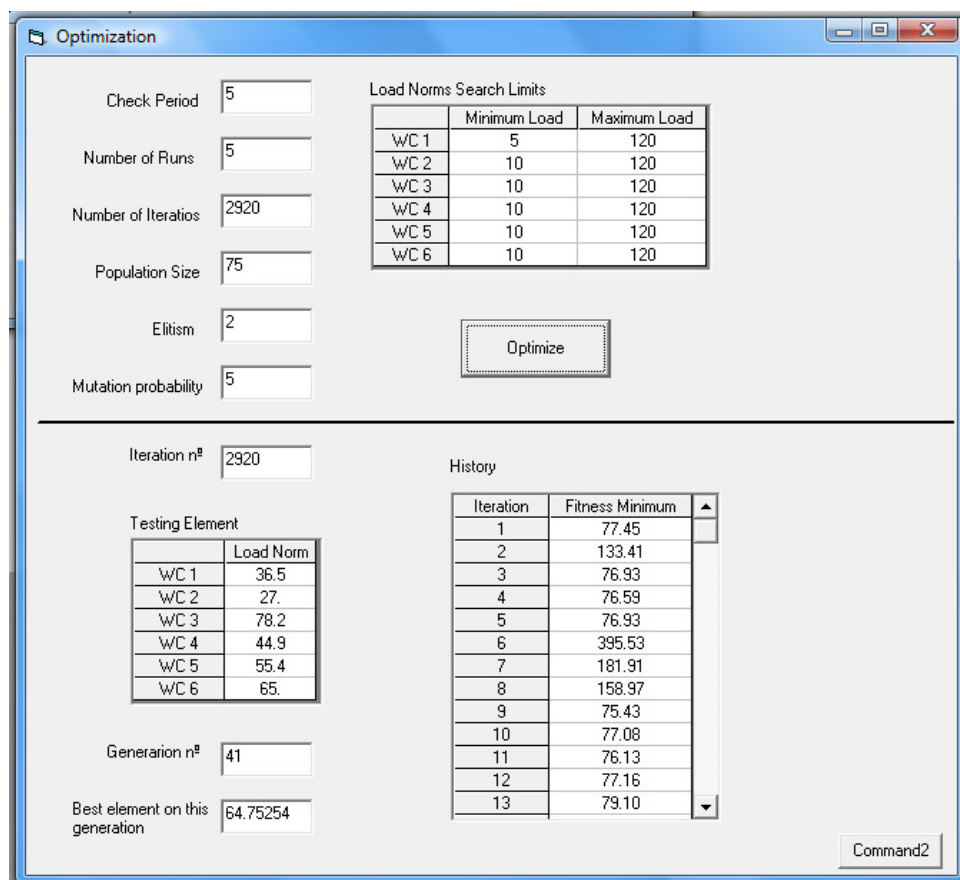 Optimization
Check Period 5
Number of Runs 5
Number of Iteratios 2920
Population Size 75
Elitism 2
Mutation probability 5
Load Norms Search Limits
Minimum Load Maximum Load
WC 1 5 120
WC 2 10 120
WC 3 10 120
WC 4 10 120
WC 5 10 120
WC 6 10 120
Optimize
Iteration nº 2920
Testing Element
Load Norm
WC 1 36.5
WC 2 27.
WC 3 78.2
WC 4 44.9
WC 5 55.4
WC 6 65.
Generarion nº 41
Best element on this
generation 64.75254
History
Iteration Fitness Minimum
1 77.45
2 133.41
3 76.93
4 76.59
5 76.93
6 395.53
7 181.91
8 158.97
9 75.43
10 77.08
11 76.13
12 77.16
13 79.10
Command2